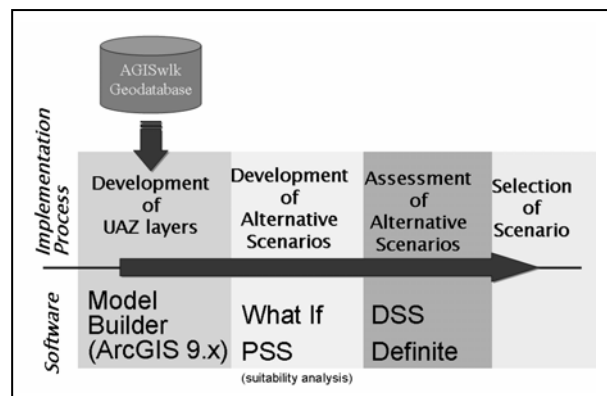 AGISwlk
Geodatabase
Implementation
Process
Development
of
UAZ layers
Development
of
Alternative
Scenarios
Assessment
of
Alternative
Scenarios
Selection
of
Scenario
Software
Model
Builder
(ArcGIS 9.x)
What If
PSS
(suitability analysis)
DSS
Definite